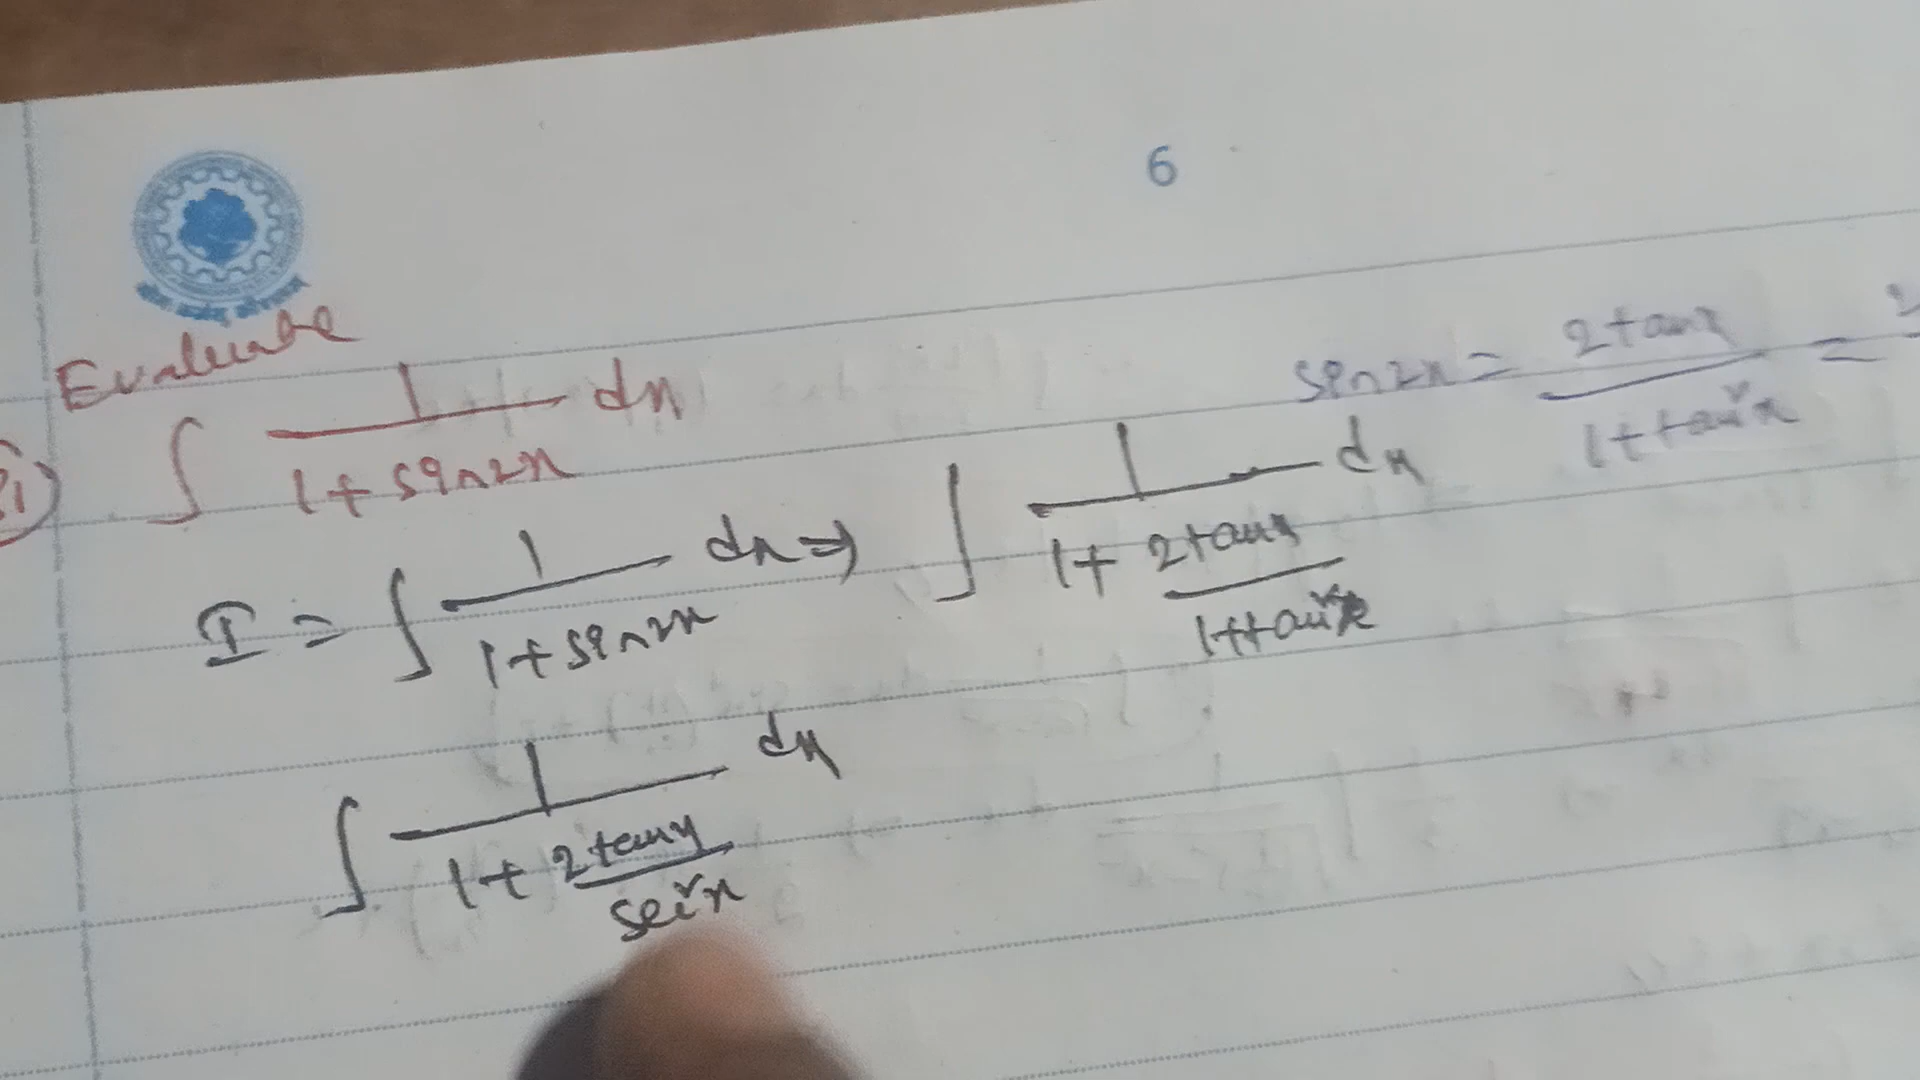 6
Evaluate
∫ 1/(1+sin2x) dx
sin2x = 2tanx/(1+tan²x) =
I = ∫ 1/(1+sin2x) dx ⇒ ∫ 1/(1+ 2tanx/(1+tan²x)) dx
∫ 1/(1+ 2tanx/sec²x) dx